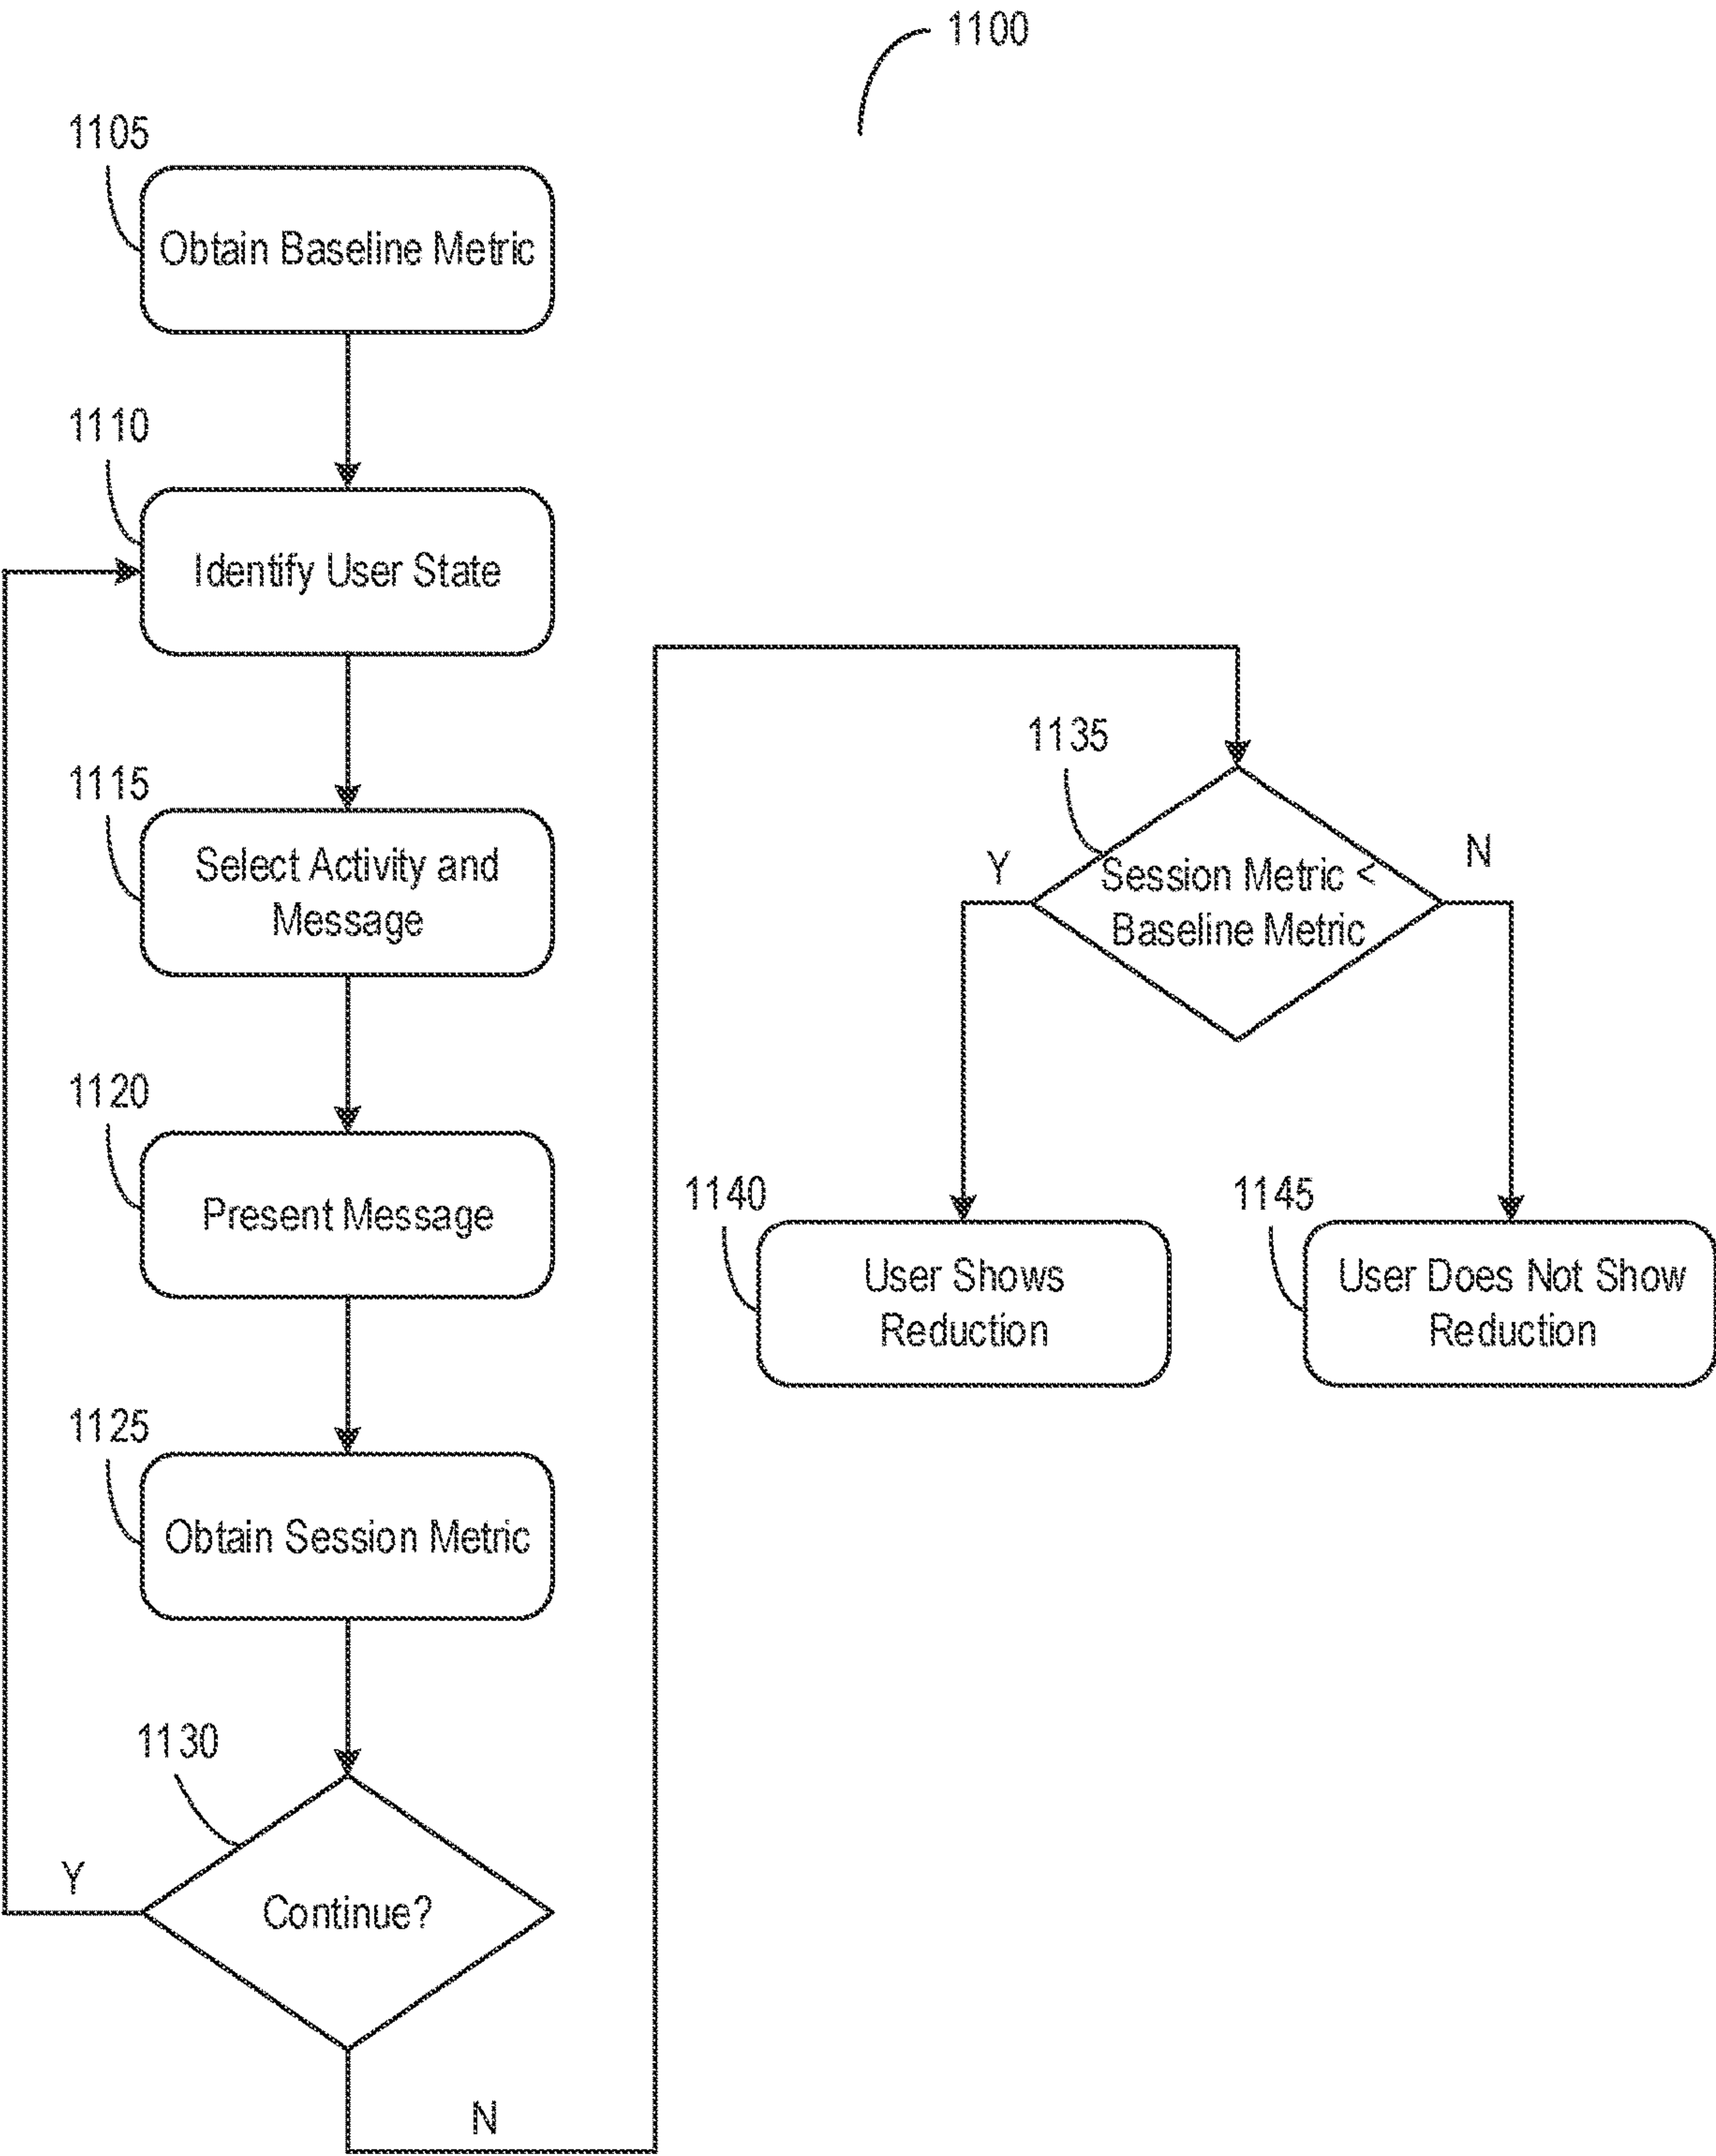 1100
1105
Obtain Baseline Metric
1110
Identify User State
1115
Select Activity and
Message
1120
Present Message
1125
Obtain Session Metric
1130
Continue?
Y
N
1135
Session Metric <
Baseline Metric
Y
N
1140
User Shows
Reduction
1145
User Does Not Show
Reduction